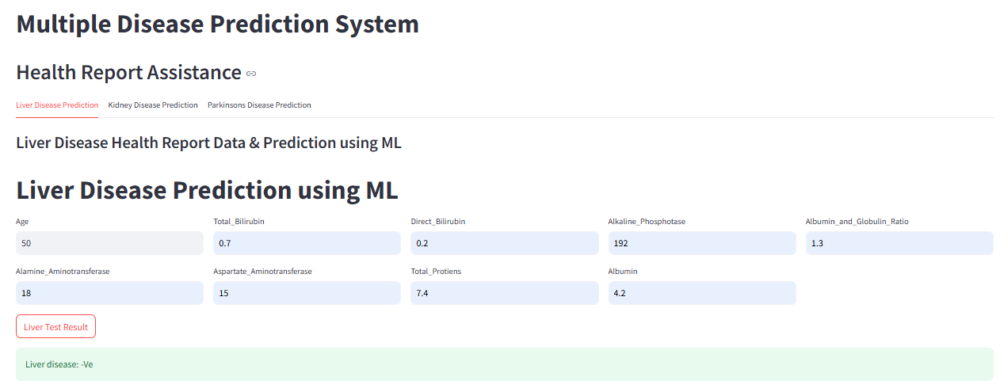 Multiple Disease Prediction System
Health Report Assistance
Liver Disease Prediction Kidney Disease Prediction Parkinsons Disease Prediction
Liver Disease Health Report Data & Prediction using ML
Liver Disease Prediction using ML
Age Total_Bilirubin Direct_Bilirubin Alkaline_Phosphotase Albumin_and_Globulin_Ratio
50 0.7 0.2 192 1.3
Alamine_Aminotransferase Aspartate_Aminotransferase Total_Protiens Albumin
18 15 7.4 4.2
Liver Test Result
Liver disease: -Ve